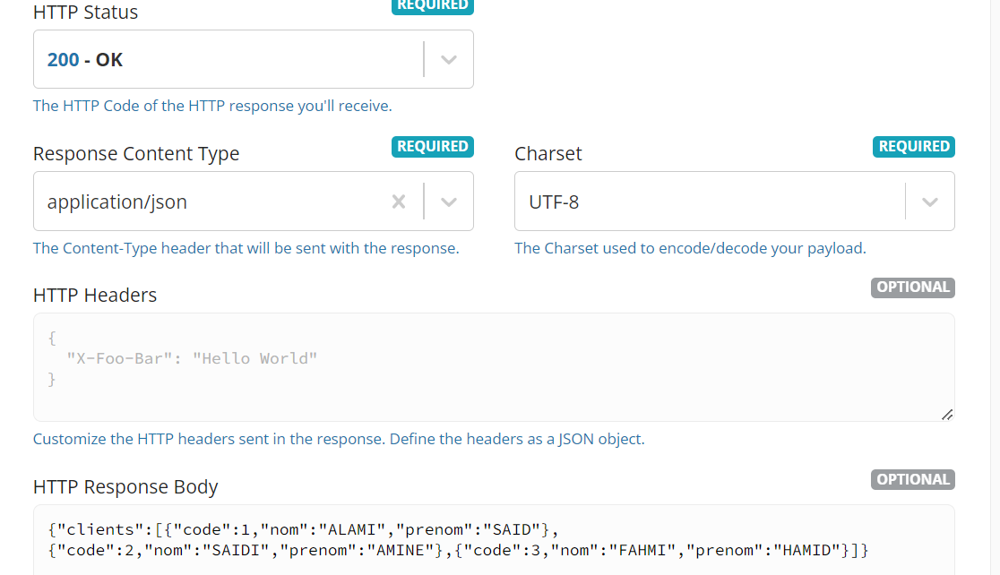 HTTP Status REQUIRED
200 - OK
The HTTP Code of the HTTP response you'll receive.
Response Content Type REQUIRED
application/json
The Content-Type header that will be sent with the response.
Charset REQUIRED
UTF-8
The Charset used to encode/decode your payload.
HTTP Headers OPTIONAL
{
"X-Foo-Bar": "Hello World"
}
Customize the HTTP headers sent in the response. Define the headers as a JSON object.
HTTP Response Body OPTIONAL
{"clients":[{"code":1,"nom":"ALAMI","prenom":"SAID"},
{"code":2,"nom":"SAIDI","prenom":"AMINE"},{"code":3,"nom":"FAHMI","prenom":"HAMID"}]}